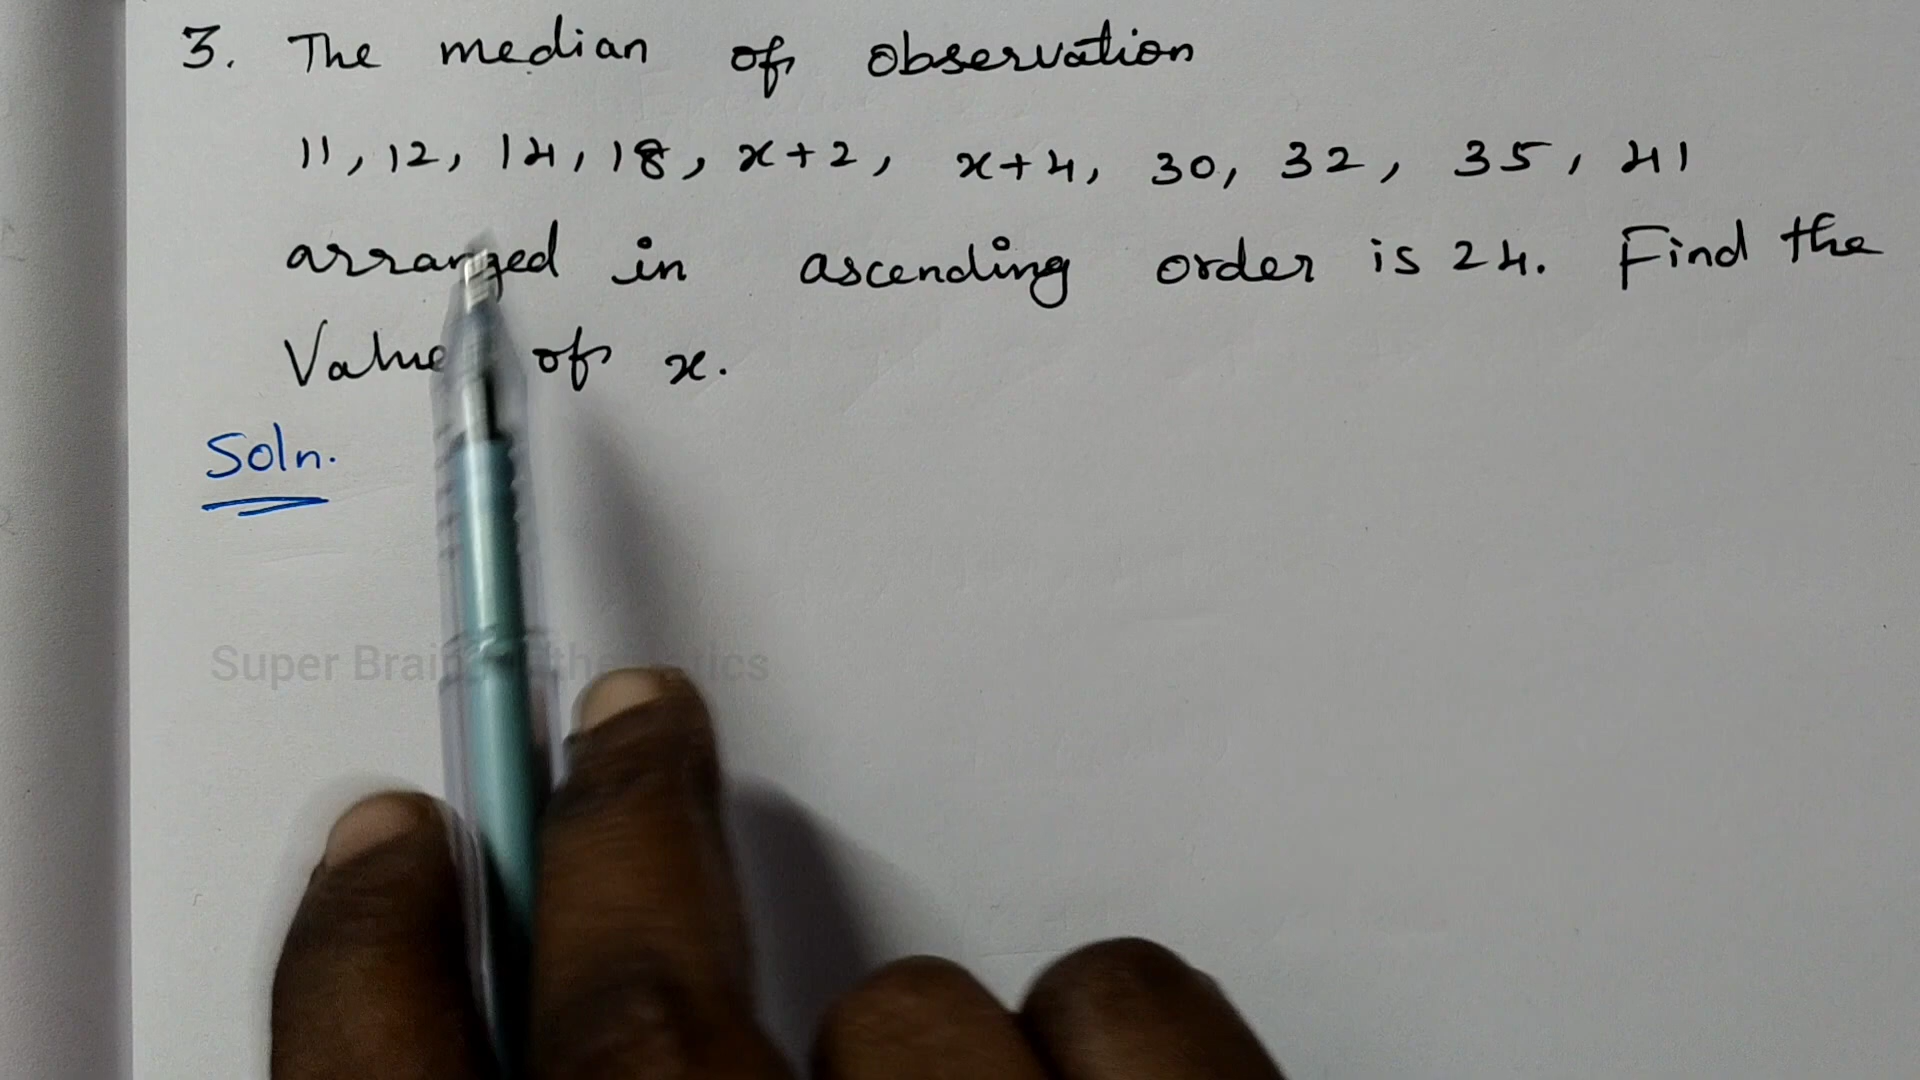 3. The median of observation
11, 12, 14, 18, x+2, x+4, 30, 32, 35, 41
arranged in ascending order is 24. Find the
Value of x.
Soln.
Super Brain Mathematics